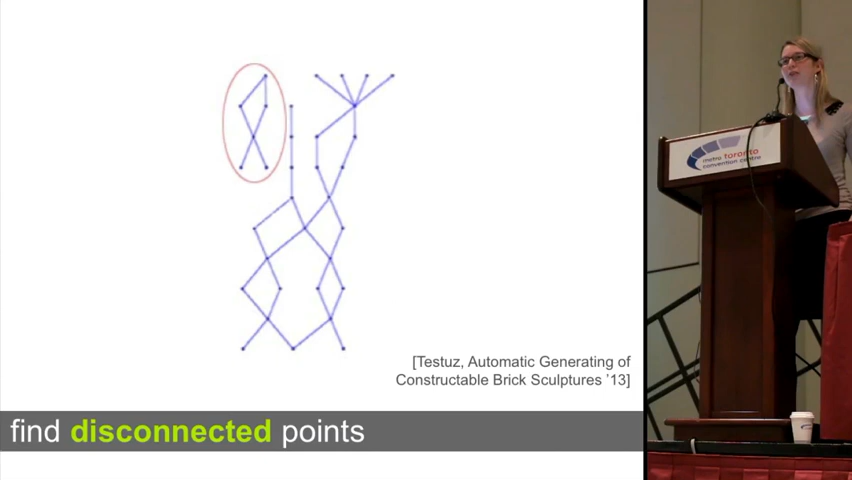 [Testuz, Automatic Generating of
Constructable Brick Sculptures '13]
find disconnected points
metro toronto
convention centre